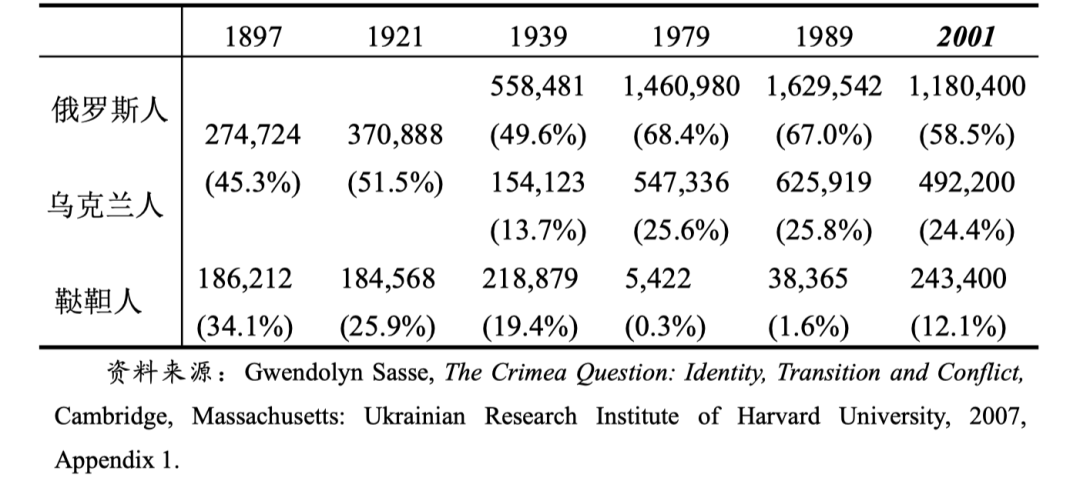 1897 1921 1939 1979 1989 2001
558,481 1,460,980 1,629,542 1,180,400
俄罗斯人
274,724 370,888 (49.6%) (68.4%) (67.0%) (58.5%)
(45.3%) (51.5%) 154,123 547,336 625,919 492,200
乌克兰人
(13.7%) (25.6%) (25.8%) (24.4%)
186,212 184,568 218,879 5,422 38,365 243,400
鞑靼人
(34.1%) (25.9%) (19.4%) (0.3%) (1.6%) (12.1%)
资料来源：Gwendolyn Sasse, The Crimea Question: Identity, Transition and Conflict,
Cambridge, Massachusetts: Ukrainian Research Institute of Harvard University, 2007,
Appendix 1.